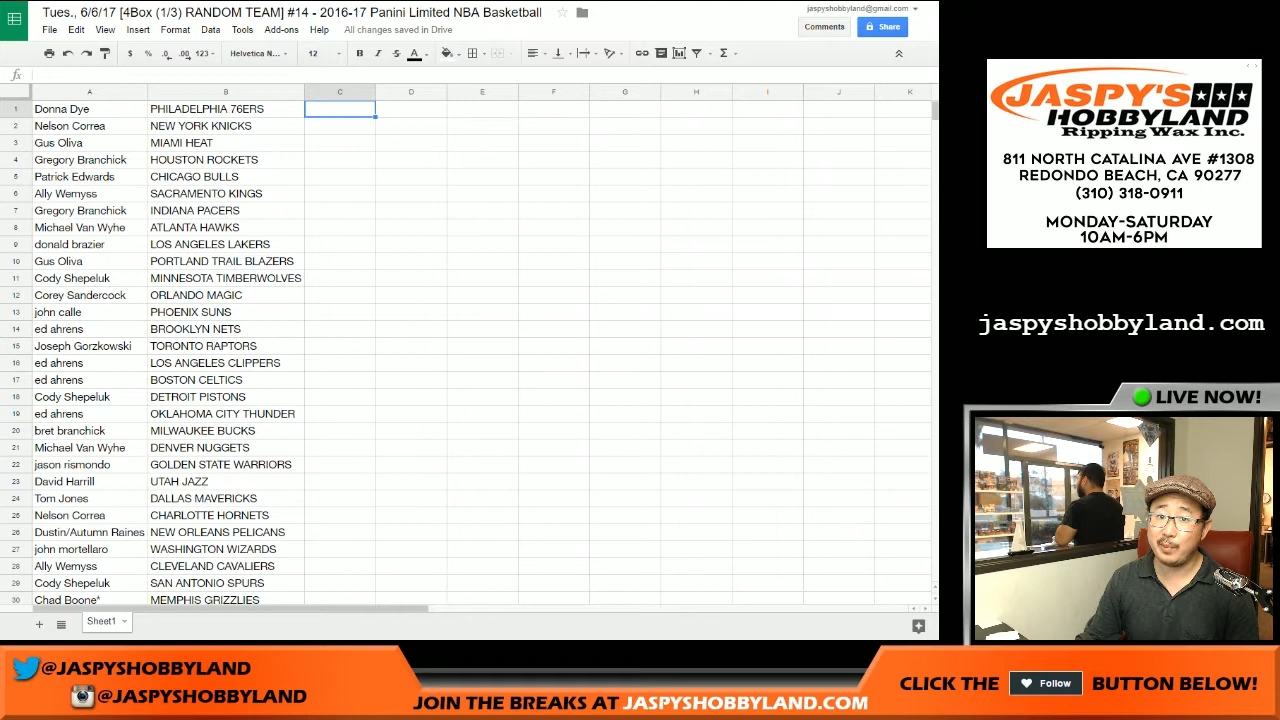 Tues., 6/6/17 [4Box (1/3) RANDOM TEAM] #14 - 2016-17 Panini Limited NBA Basketball
jaspyshobbyland@gmail.com
File Edit View Insert Format Data Tools Add-ons Help All changes saved in Drive
Comments Share
$ % .0 .00 123 Helvetica N... 12 B I S A
fx
A B C D E F G H I J K
1 Donna Dye PHILADELPHIA 76ERS
2 Nelson Correa NEW YORK KNICKS
3 Gus Oliva MIAMI HEAT
4 Gregory Branchick HOUSTON ROCKETS
5 Patrick Edwards CHICAGO BULLS
6 Ally Wemyss SACRAMENTO KINGS
7 Gregory Branchick INDIANA PACERS
8 Michael Van Wyhe ATLANTA HAWKS
9 donald brazier LOS ANGELES LAKERS
10 Gus Oliva PORTLAND TRAIL BLAZERS
11 Cody Shepeluk MINNESOTA TIMBERWOLVES
12 Corey Sandercock ORLANDO MAGIC
13 john calle PHOENIX SUNS
14 ed ahrens BROOKLYN NETS
15 Joseph Gorzkowski TORONTO RAPTORS
16 ed ahrens LOS ANGELES CLIPPERS
17 ed ahrens BOSTON CELTICS
18 Cody Shepeluk DETROIT PISTONS
19 ed ahrens OKLAHOMA CITY THUNDER
20 bret branchick MILWAUKEE BUCKS
21 Michael Van Wyhe DENVER NUGGETS
22 jason rismondo GOLDEN STATE WARRIORS
23 David Harrill UTAH JAZZ
24 Tom Jones DALLAS MAVERICKS
25 Nelson Correa CHARLOTTE HORNETS
26 Dustin/Autumn Raines NEW ORLEANS PELICANS
27 john mortellaro WASHINGTON WIZARDS
28 Ally Wemyss CLEVELAND CAVALIERS
29 Cody Shepeluk SAN ANTONIO SPURS
30 Chad Boone* MEMPHIS GRIZZLIES
Sheet1
JASPY'S
HOBBYLAND
Ripping Wax Inc.
811 NORTH CATALINA AVE #1308
REDONDO BEACH, CA 90277
(310) 318-0911
MONDAY-SATURDAY
10AM-6PM
jaspyshobbyland.com
LIVE NOW!
@JASPYSHOBBYLAND
@JASPYSHOBBYLAND
JOIN THE BREAKS AT JASPYSHOBBYLAND.COM
CLICK THE Follow BUTTON BELOW!